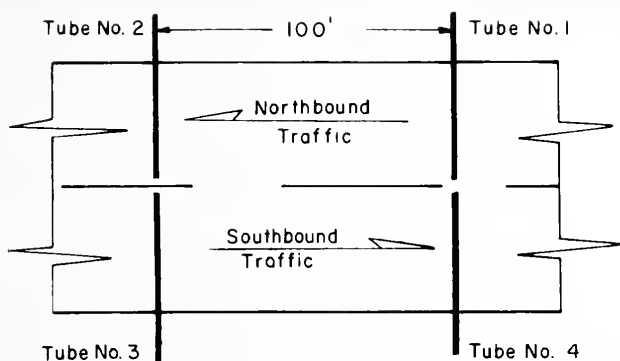 Tube No. 2
100'
Tube No. 1
Northbound
Traffic
Southbound
Traffic
Tube No. 3
Tube No. 4